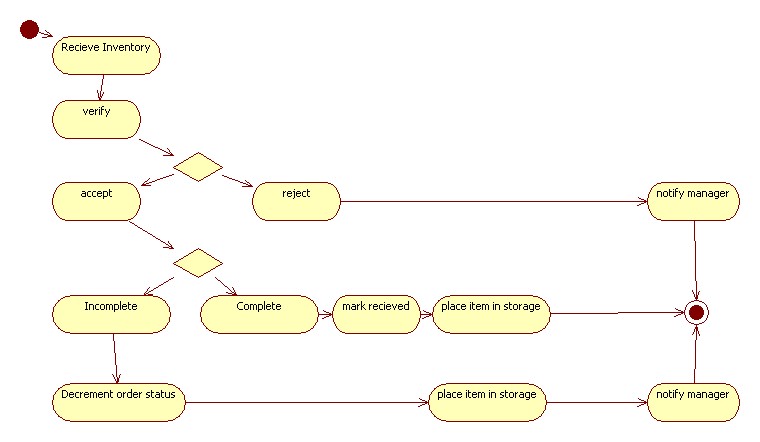 Recieve Inventory
verify
accept
reject
notify manager
Incomplete
Complete
mark recieved
place item in storage
Decrement order status
place item in storage
notify manager